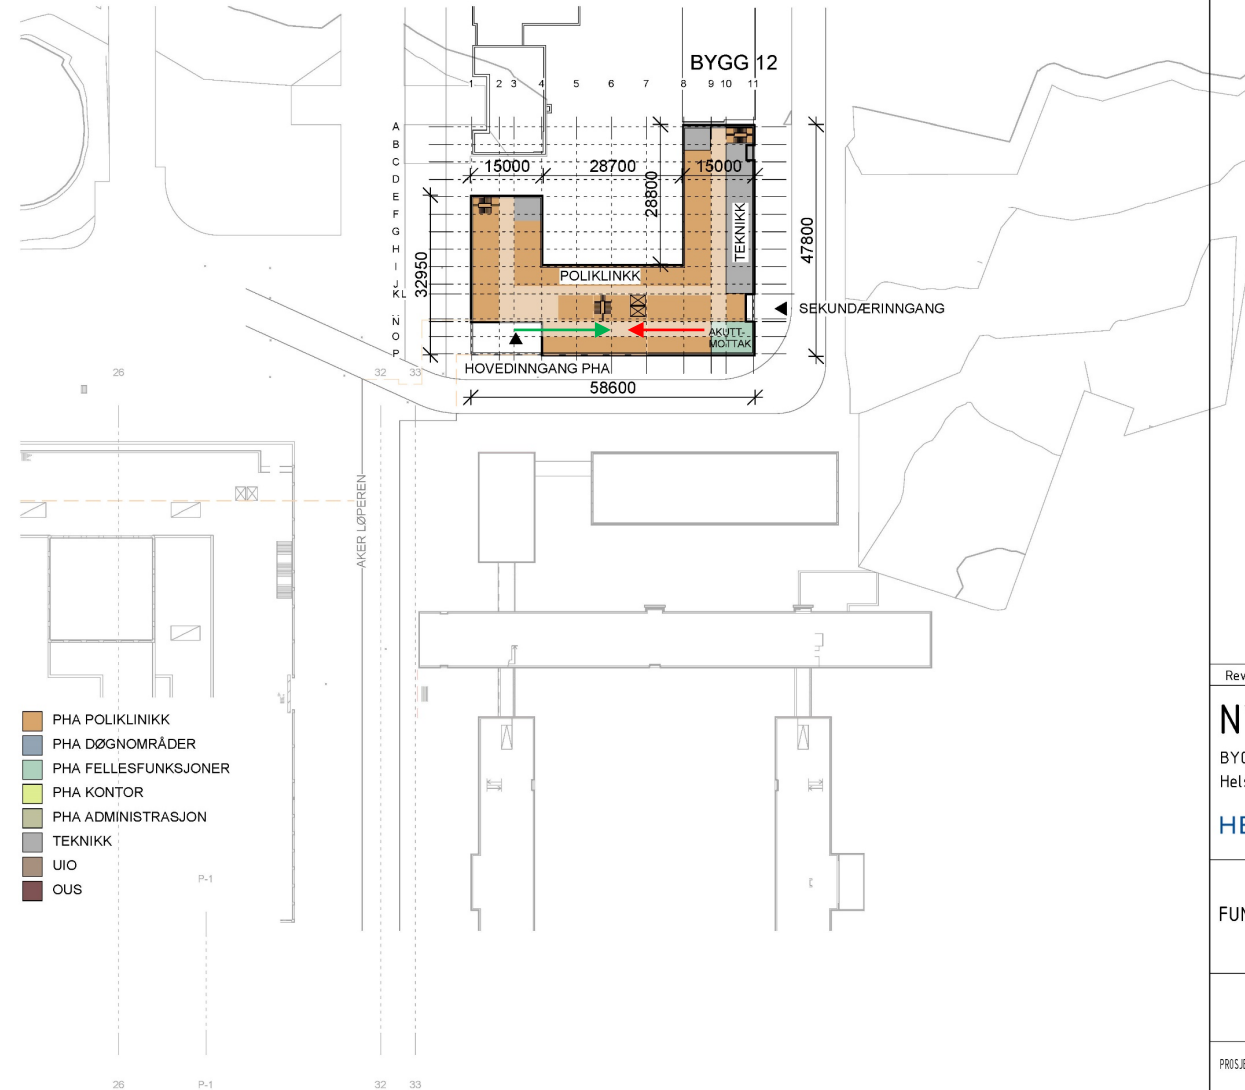 BYGG 12
1 2 3 4 5 6 7 8 9 10 11
A
B
C
D
E
F
G
H
I
J
K L
N
O
P
15000
28700
15000
28800
47800
32950
TEKNIKK
POLIKLINKK
SEKUNDÆRINNGANG
AKUTT-
MOTTAK
HOVEDINNGANG PHA
58600
26
32 33
AKER LØPEREN
PHA POLIKLINIKK
PHA DØGNOMRÅDER
PHA FELLESFUNKSJONER
PHA KONTOR
PHA ADMINISTRASJON
TEKNIKK
UIO
OUS
P-1
26
P-1
32
33
Rev
N
HE
FUN
PROSJE